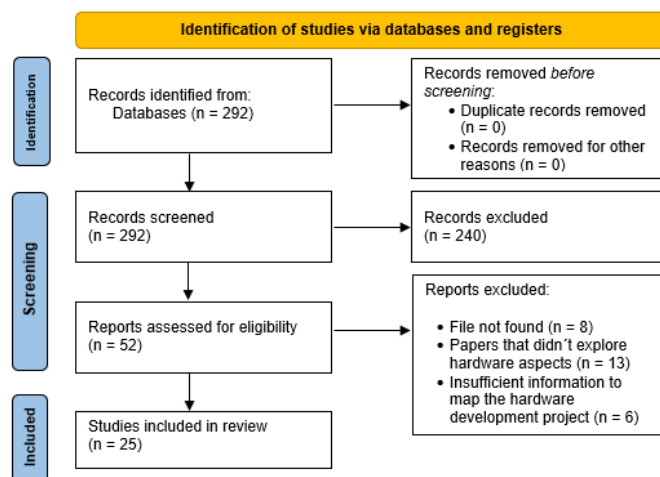 Identification of studies via databases and registers
Identification
Records identified from:
Databases (n = 292)
Records removed before
screening:
• Duplicate records removed
(n = 0)
• Records removed for other
reasons (n = 0)
Screening
Records screened
(n = 292)
Records excluded
(n = 240)
Reports assessed for eligibility
(n = 52)
Reports excluded:
• File not found (n = 8)
• Papers that didn´t explore
hardware aspects (n = 13)
• Insufficient information to
map the hardware
development project (n = 6)
Included
Studies included in review
(n = 25)